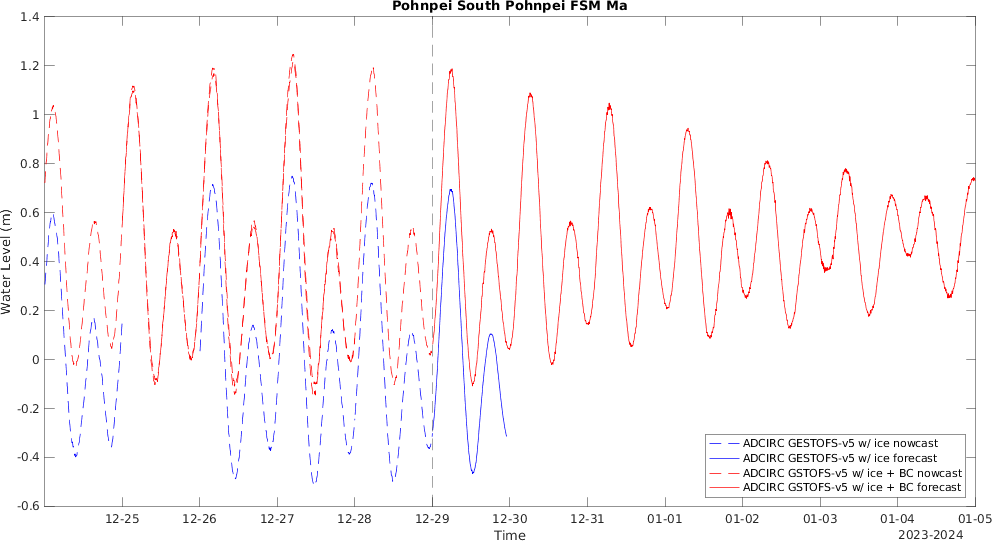 Pohnpei South Pohnpei FSM Ma
1.4
1.2
1
0.8
0.6
0.4
0.2
0
-0.2
-0.4
-0.6
Water Level (m)
ADCIRC GESTOFS-v5 w/ ice nowcast
ADCIRC GESTOFS-v5 w/ ice forecast
ADCIRC GSTOFS-v5 w/ ice + BC nowcast
ADCIRC GSTOFS-v5 w/ ice + BC forecast
12-25 12-26 12-27 12-28 12-29 12-30 12-31 01-01 01-02 01-03 01-04 01-05
Time
2023-2024